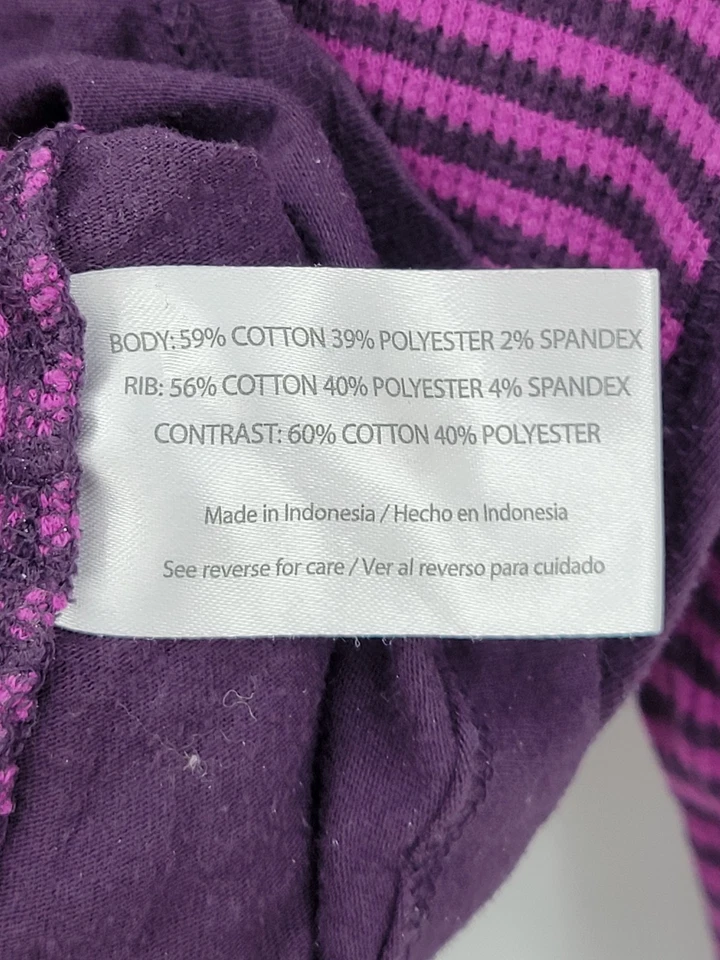 BODY: 59% COTTON 39% POLYESTER 2% SPANDEX
RIB: 56% COTTON 40% POLYESTER 4% SPANDEX
CONTRAST: 60% COTTON 40% POLYESTER
Made in Indonesia / Hecho en Indonesia
See reverse for care / Ver al reverso para cuidado